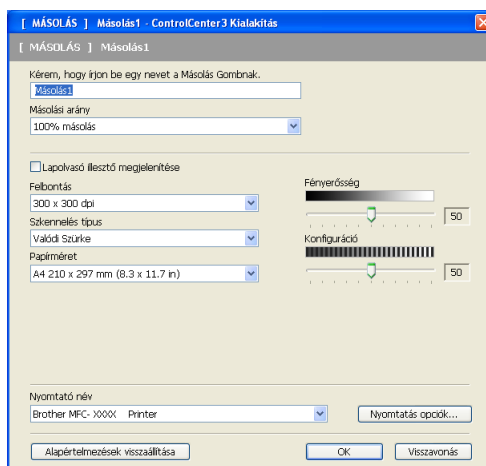 [ MÁSOLÁS ] Másolás1 - ControlCenter3 Kialakítás
[ MÁSOLÁS ] Másolás1
Kérem, hogy írjon be egy nevet a Másolás Gombnak.
Másolás1
Másolási arány
100% másolás
Lapolvasó illesztő megjelenítése
Felbontás
300 x 300 dpi
Szkennelés típus
Valódi Szürke
Papírméret
A4 210 x 297 mm (8.3 x 11.7 in)
Fényerősség
50
Konfiguráció
50
Nyomtató név
Brother MFC- XXXX Printer
Nyomtatás opciók...
Alapértelmezések visszaállítása
OK
Visszavonás